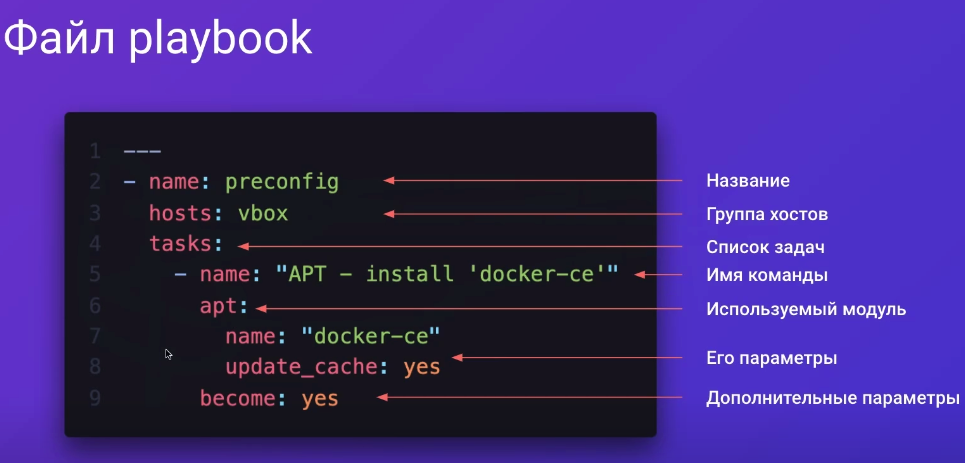 Файл playbook
1 ---
2 - name: preconfig
3 hosts: vbox
4 tasks:
5 - name: "APT - install 'docker-ce'"
6 apt:
7 name: "docker-ce"
8 update_cache: yes
9 become: yes
Название
Группа хостов
Список задач
Имя команды
Используемый модуль
Его параметры
Дополнительные параметры